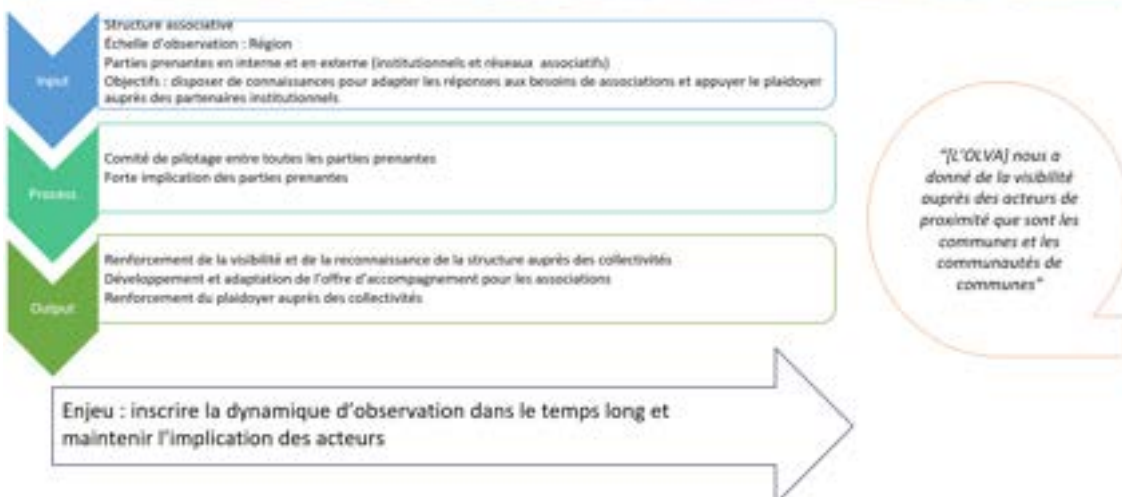 Input
Structure associative
Échelle d'observation : Région
Parties prenantes en interne et en externe (institutionnels et réseaux associatifs)
Objectifs : disposer de connaissances pour adapter les réponses aux besoins de associations et appuyer le plaidoyer
auprès des partenaires institutionnels
Process
Comité de pilotage entre toutes les parties prenantes
Forte implication des parties prenantes
Output
Renforcement de la visibilité et de la reconnaissance de la structure auprès des collectivités
Développement et adaptation de l'offre d'accompagnement pour les associations
Renforcement du plaidoyer auprès des collectivités
"[L'OLVA] nous a
donné de la visibilité
auprès des acteurs de
proximité que sont les
communes et les
communautés de
communes"
Enjeu : inscrire la dynamique d'observation dans le temps long et
maintenir l'implication des acteurs